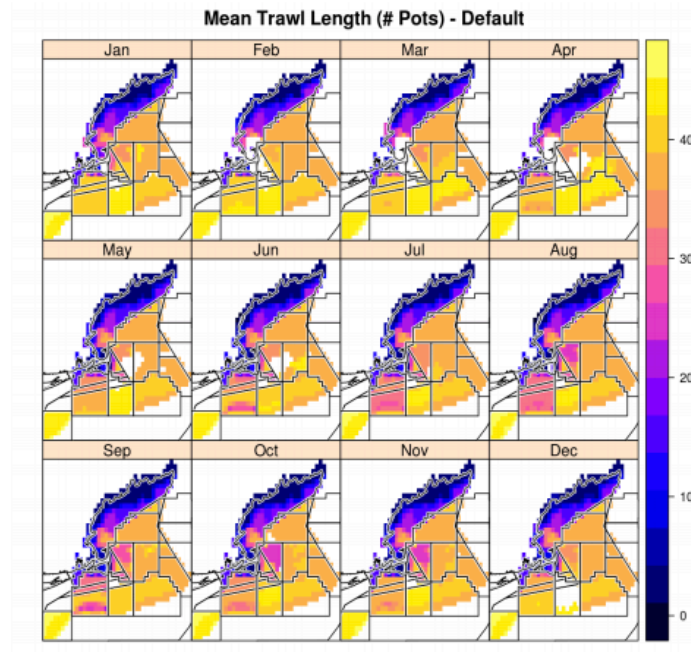 Mean Trawl Length (# Pots) - Default
Jan Feb Mar Apr
May Jun Jul Aug
Sep Oct Nov Dec
40
30
20
10
0